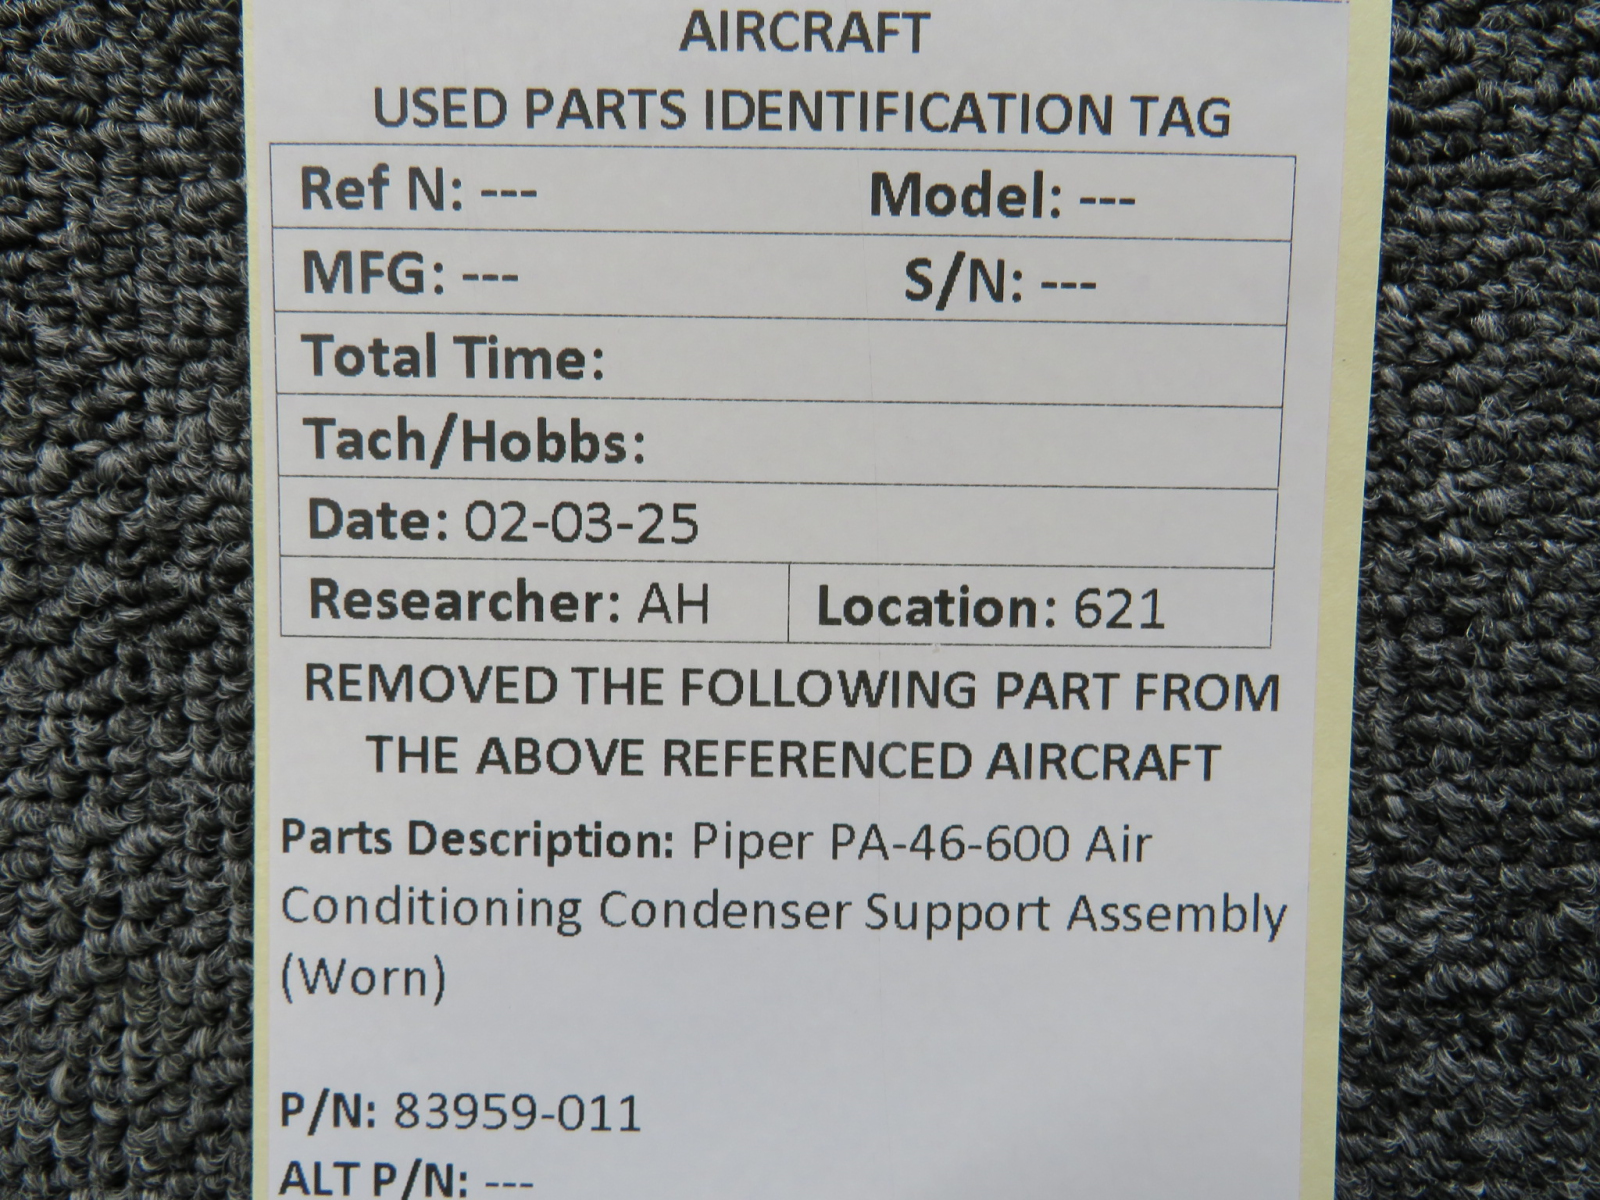 AIRCRAFT
USED PARTS IDENTIFICATION TAG
Ref N: --- Model: ---
MFG: --- S/N: ---
Total Time:
Tach/Hobbs:
Date: 02-03-25
Researcher: AH Location: 621
REMOVED THE FOLLOWING PART FROM
THE ABOVE REFERENCED AIRCRAFT
Parts Description: Piper PA-46-600 Air
Conditioning Condenser Support Assembly
(Worn)
P/N: 83959-011
ALT P/N: ---